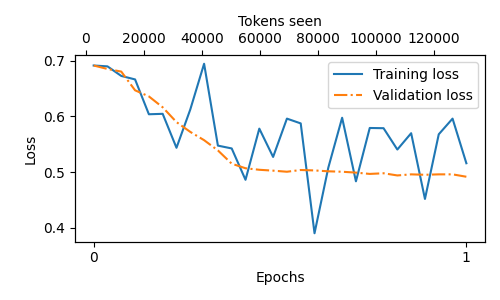 Tokens seen
0 20000 40000 60000 80000 100000 120000
0.7
0.6
0.5
0.4
Loss
Training loss
Validation loss
0 1
Epochs